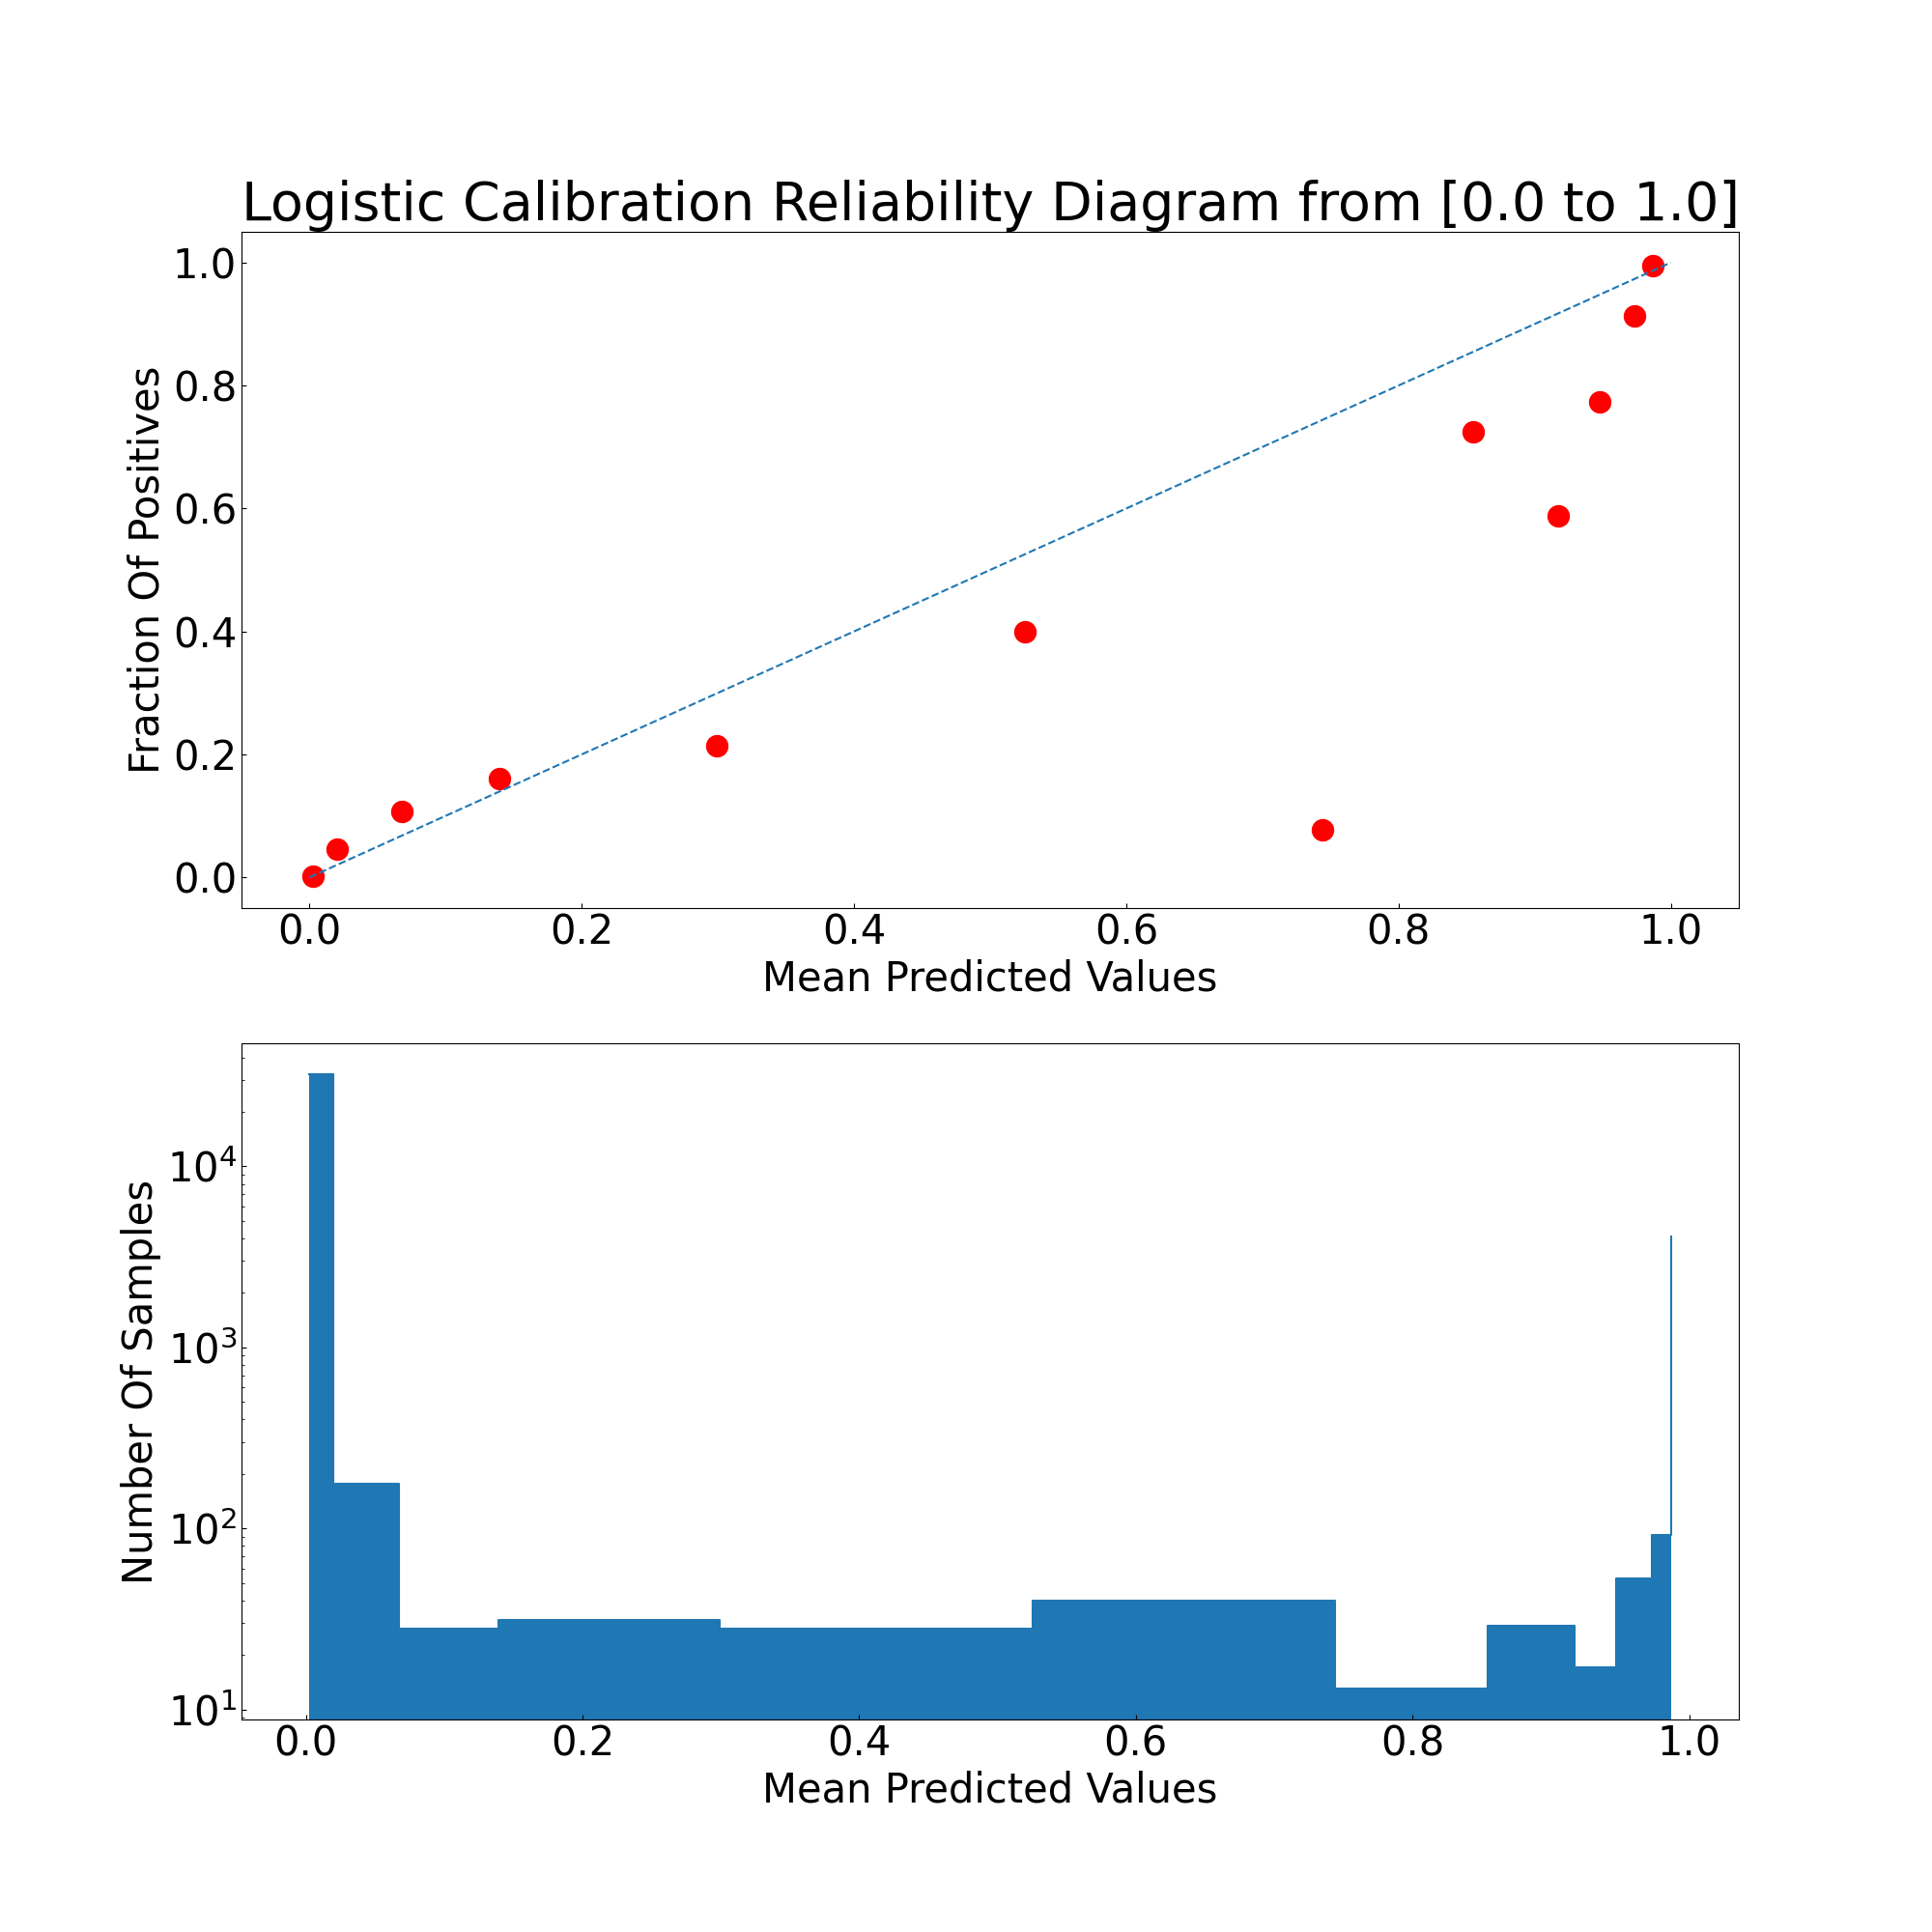 Logistic Calibration Reliability Diagram from [0.0 to 1.0]
1.0
0.8
0.6
0.4
0.2
0.0
Fraction Of Positives
0.0 0.2 0.4 0.6 0.8 1.0
Mean Predicted Values
10⁴
10³
10²
10¹
Number Of Samples
0.0 0.2 0.4 0.6 0.8 1.0
Mean Predicted Values